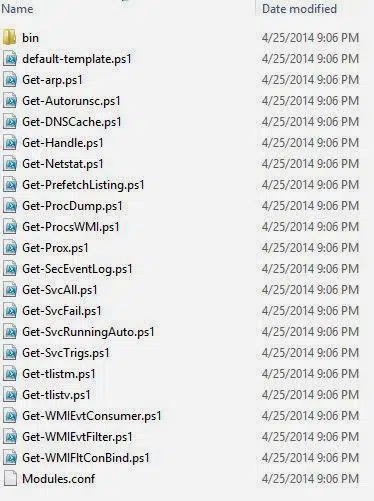 Name Date modified
bin 4/25/2014 9:06 PM
default-template.ps1 4/25/2014 9:06 PM
Get-arp.ps1 4/25/2014 9:06 PM
Get-Autorunsc.ps1 4/25/2014 9:06 PM
Get-DNSCache.ps1 4/25/2014 9:06 PM
Get-Handle.ps1 4/25/2014 9:06 PM
Get-Netstat.ps1 4/25/2014 9:06 PM
Get-PrefetchListing.ps1 4/25/2014 9:06 PM
Get-ProcDump.ps1 4/25/2014 9:06 PM
Get-ProcsWMI.ps1 4/25/2014 9:06 PM
Get-Prox.ps1 4/25/2014 9:06 PM
Get-SecEventLog.ps1 4/25/2014 9:06 PM
Get-SvcAll.ps1 4/25/2014 9:06 PM
Get-SvcFail.ps1 4/25/2014 9:06 PM
Get-SvcRunningAuto.ps1 4/25/2014 9:06 PM
Get-SvcTrigs.ps1 4/25/2014 9:06 PM
Get-tlistm.ps1 4/25/2014 9:06 PM
Get-tlistv.ps1 4/25/2014 9:06 PM
Get-WMIEvtConsumer.ps1 4/25/2014 9:06 PM
Get-WMIEvtFilter.ps1 4/25/2014 9:06 PM
Get-WMIFltConBind.ps1 4/25/2014 9:06 PM
Modules.conf 4/25/2014 9:06 PM